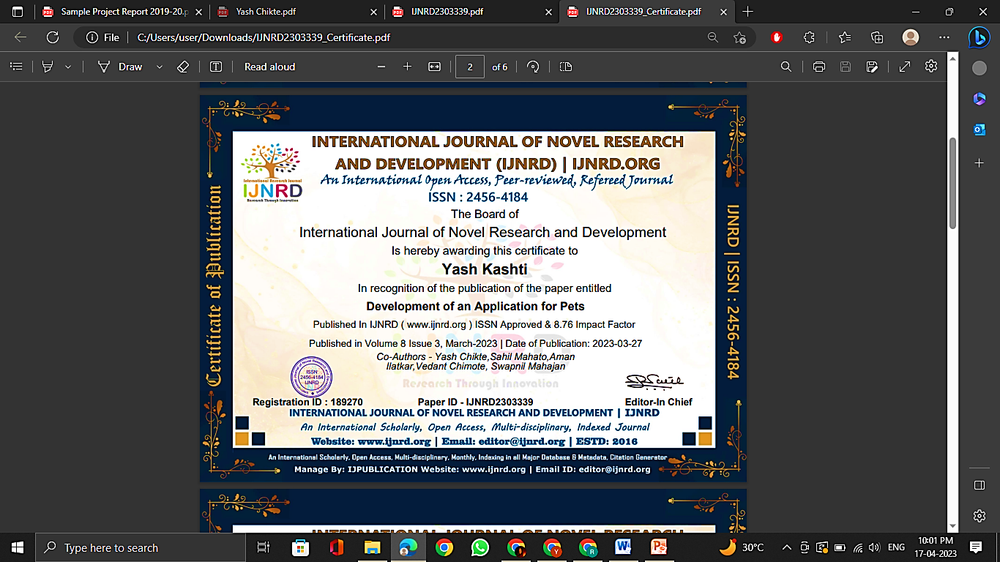 Sample Project Report 2019-20.p
Yash Chikte.pdf
IJNRD2303339.pdf
IJNRD2303339_Certificate.pdf
File
C:/Users/user/Downloads/IJNRD2303339_Certificate.pdf
Draw
Read aloud
2 of 6
INTERNATIONAL JOURNAL OF NOVEL RESEARCH
AND DEVELOPMENT (IJNRD) | IJNRD.ORG
An International Open Access, Peer-reviewed, Refereed Journal
ISSN : 2456-4184
International Research Journal
IJNRD
Research Through Innovation
The Board of
International Journal of Novel Research and Development
Is hereby awarding this certificate to
Yash Kashti
In recognition of the publication of the paper entitled
Development of an Application for Pets
Published In IJNRD ( www.ijnrd.org ) ISSN Approved & 8.76 Impact Factor
Published in Volume 8 Issue 3, March-2023 | Date of Publication: 2023-03-27
Co-Authors - Yash Chikte,Sahil Mahato,Aman
Ilatkar,Vedant Chimote, Swapnil Mahajan
Research Through Innovation
ISSN
2456-4184
IJNRD
Registration ID : 189270
Paper ID - IJNRD2303339
Editor-In Chief
INTERNATIONAL JOURNAL OF NOVEL RESEARCH AND DEVELOPMENT | IJNRD
An International Scholarly, Open Access, Multi-disciplinary, Indexed Journal
Website: www.ijnrd.org | Email: editor@ijnrd.org | ESTD: 2016
An International Scholarly, Open Access, Multi-disciplinary, Monthly, Indexing in all Major Database & Metadata, Citation Generator
Manage By: IJPUBLICATION Website: www.ijnrd.org | Email ID: editor@ijnrd.org
Certificate of Publication
IJNRD | ISSN : 2456-4184
INTERNATIONAL JOURNAL OF NOVEL RESEARCH
Type here to search
30°C
ENG
10:01 PM
17-04-2023